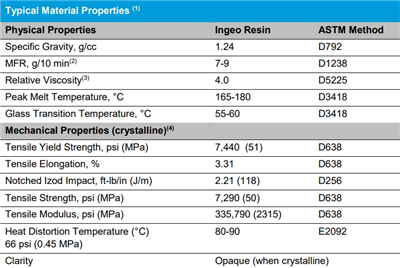 Typical Material Properties (1)
Physical Properties Ingeo Resin ASTM Method
Specific Gravity, g/cc 1.24 D792
MFR, g/10 min(2) 7-9 D1238
Relative Viscosity(3) 4.0 D5225
Peak Melt Temperature, °C 165-180 D3418
Glass Transition Temperature, °C 55-60 D3418
Mechanical Properties (crystalline)(4)
Tensile Yield Strength, psi (MPa) 7,440 (51) D638
Tensile Elongation, % 3.31 D638
Notched Izod Impact, ft-lb/in (J/m) 2.21 (118) D256
Tensile Strength, psi (MPa) 7,290 (50) D638
Tensile Modulus, psi (MPa) 335,790 (2315) D638
Heat Distortion Temperature (°C) 80-90 E2092
66 psi (0.45 MPa)
Clarity Opaque (when crystalline)